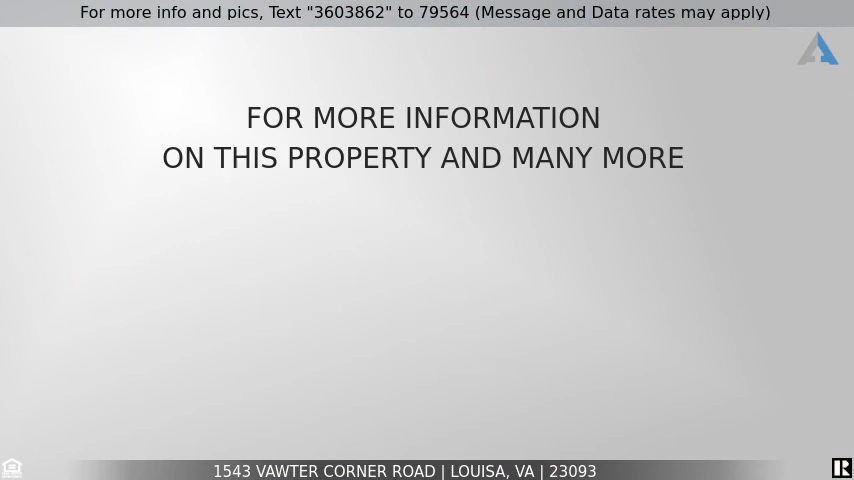 For more info and pics, Text "3603862" to 79564 (Message and Data rates may apply)
FOR MORE INFORMATION
ON THIS PROPERTY AND MANY MORE
1543 VAWTER CORNER ROAD | LOUISA, VA | 23093